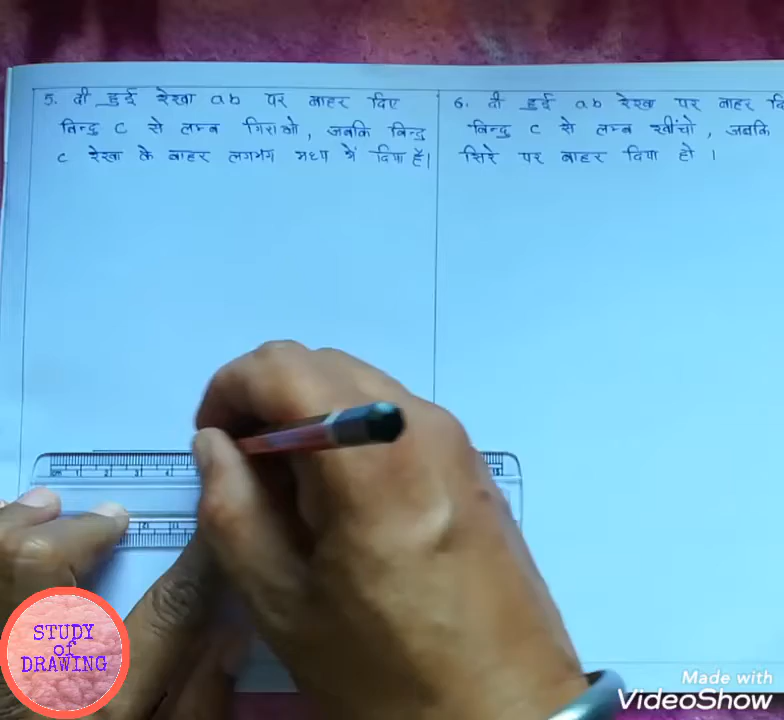 5. दी हुई रेखा ab पर बाहर दिए
बिन्दु c से लम्ब गिराओ, जबकि बिन्दु
c रेखा के बाहर लगभग मध्य में दिया है।
6. दी हुई ab रेखा पर बाहर
बिन्दु c से लम्ब खींचो, जबकि
सिरे पर बाहर दिया हो।
STUDY
of
DRAWING
Made with
VideoShow